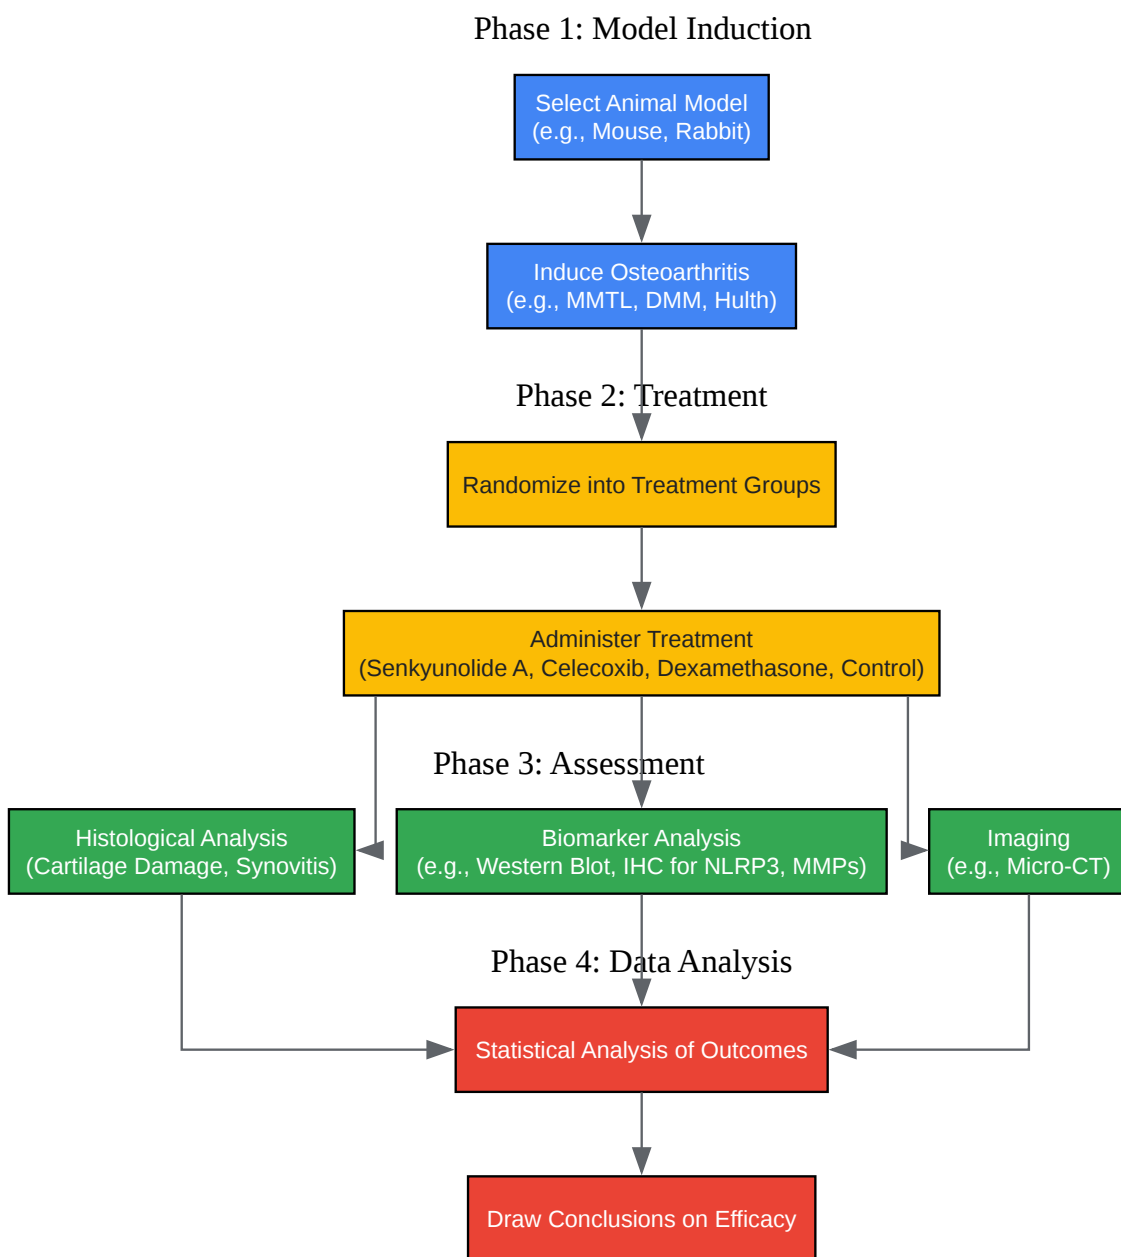 Phase 1: Model Induction
Select Animal Model
(e.g., Mouse, Rabbit)
Induce Osteoarthritis
(e.g., MMTL, DMM, Hulth)
Phase 2: Treatment
Randomize into Treatment Groups
Administer Treatment
(Senkyunolide A, Celecoxib, Dexamethasone, Control)
Phase 3: Assessment
Histological Analysis
(Cartilage Damage, Synovitis)
Biomarker Analysis
(e.g., Western Blot, IHC for NLRP3, MMPs)
Imaging
(e.g., Micro-CT)
Phase 4: Data Analysis
Statistical Analysis of Outcomes
Draw Conclusions on Efficacy